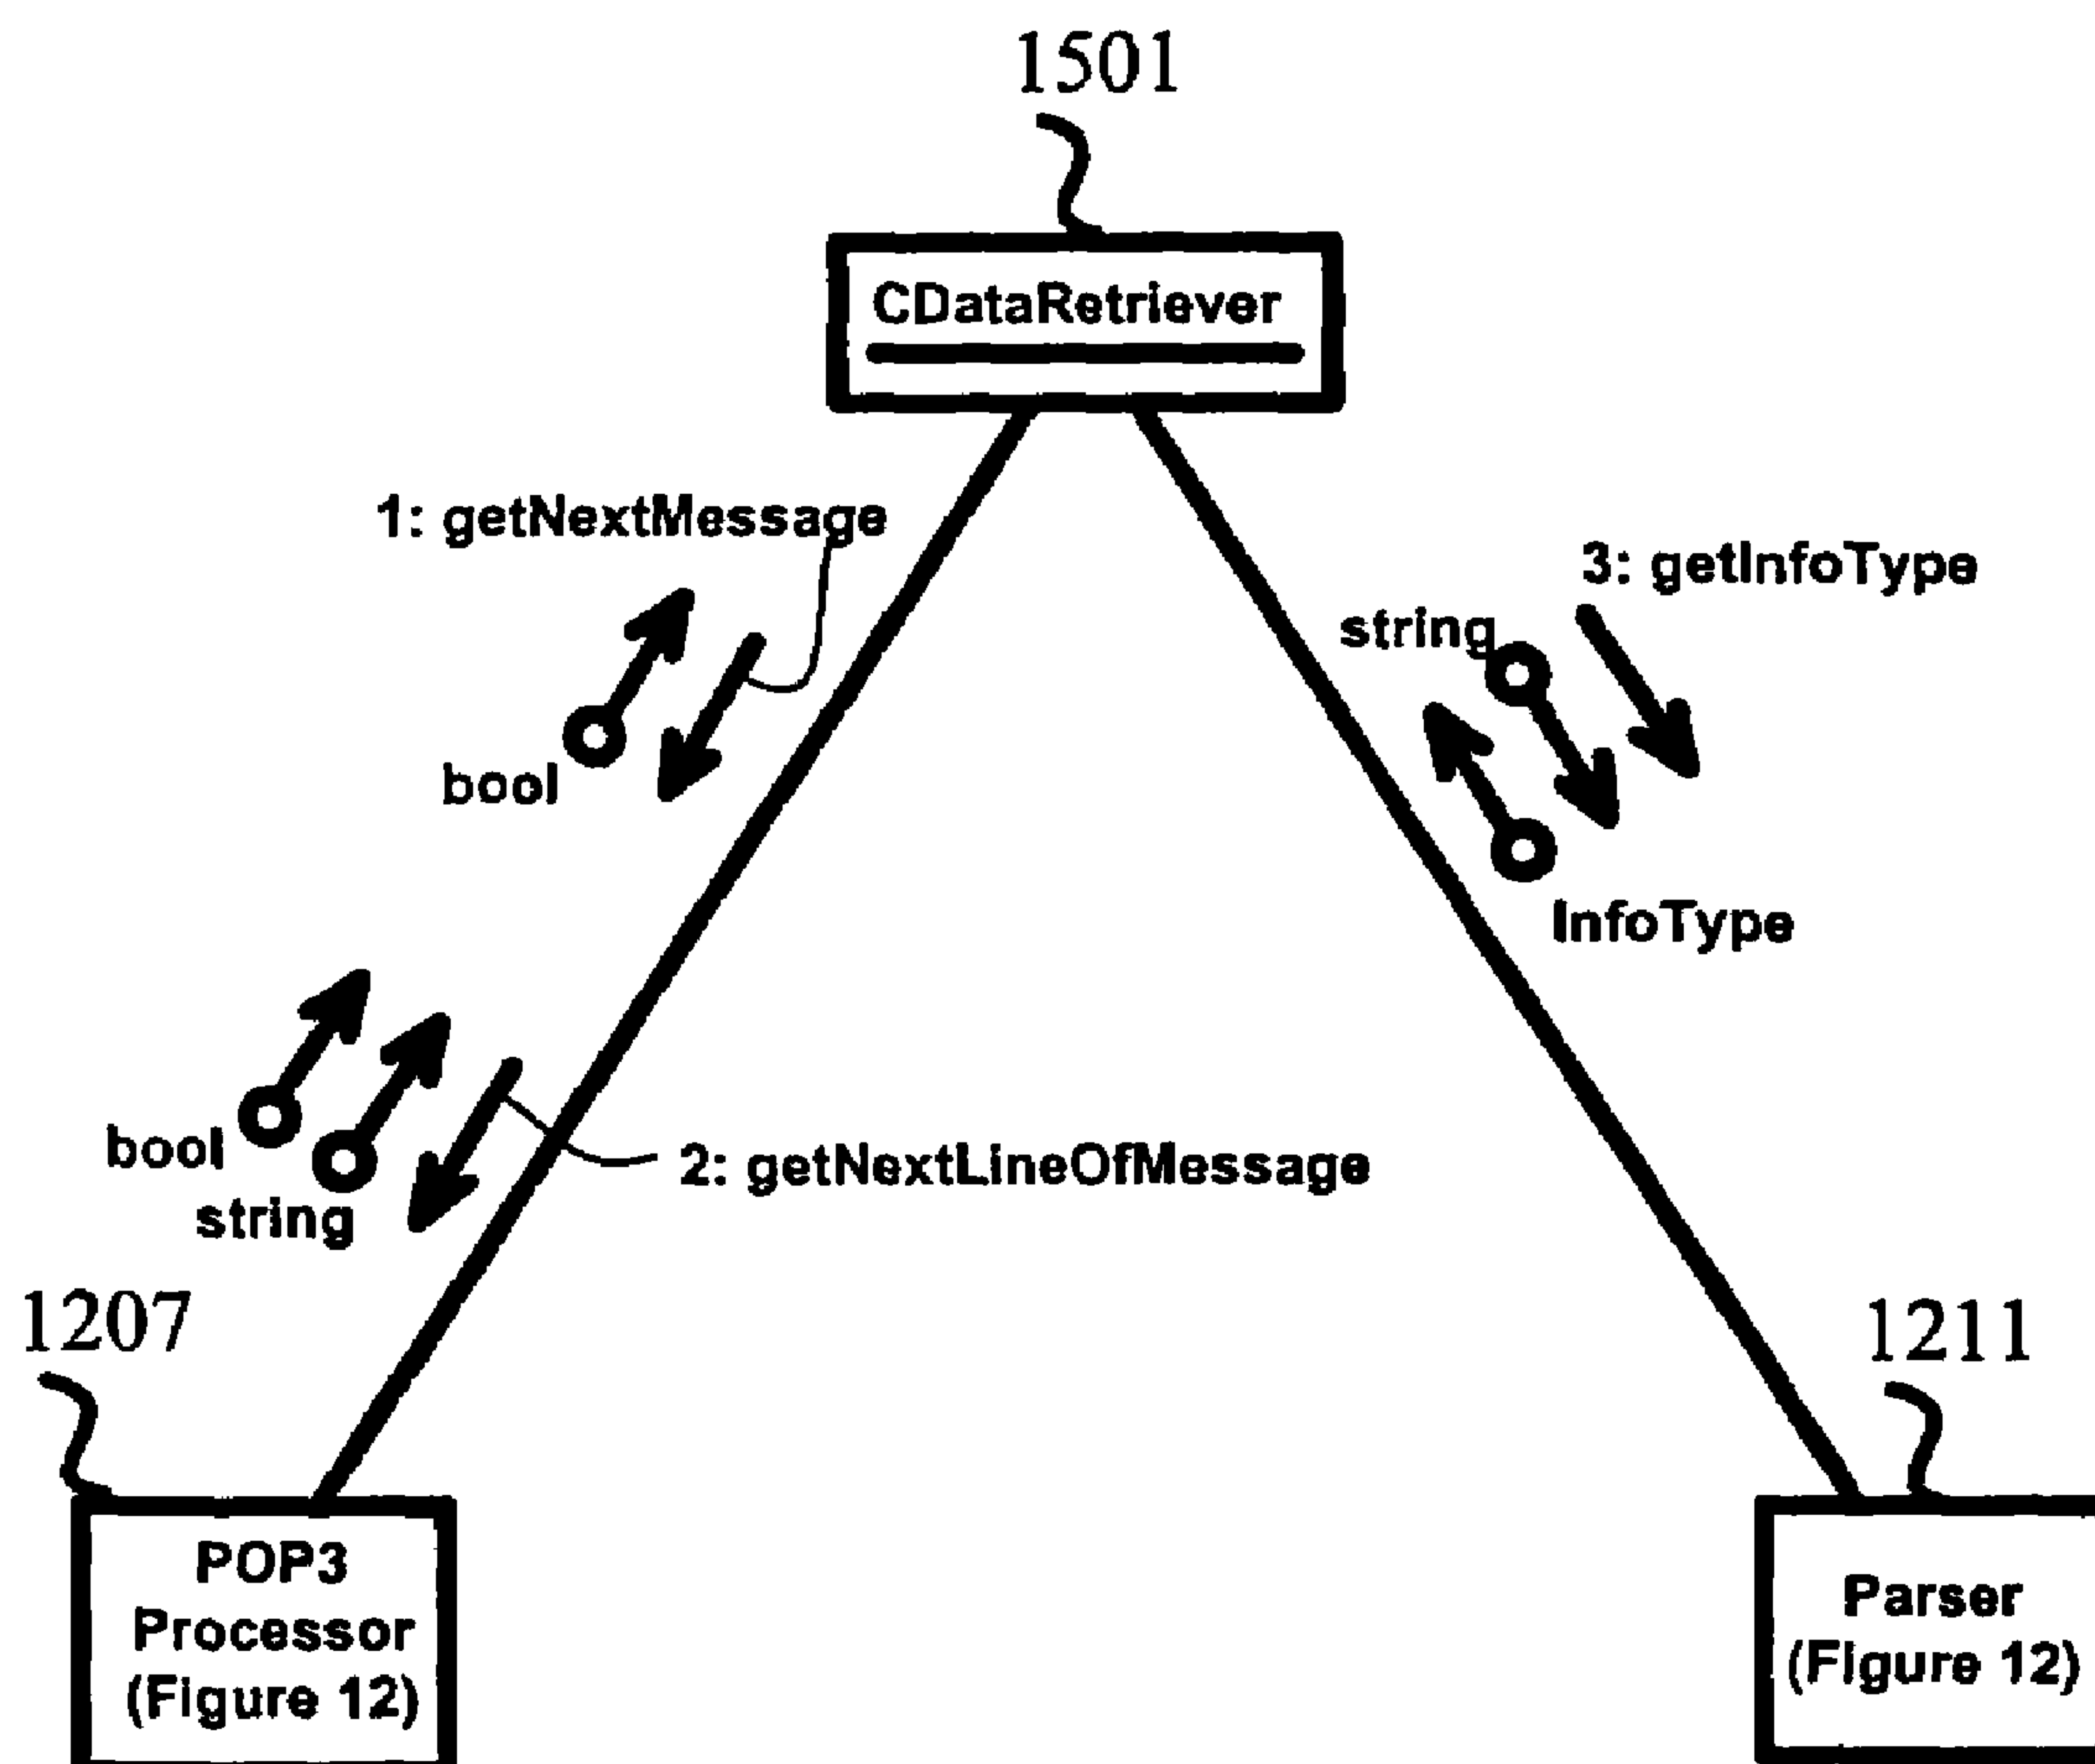 1501
CDataRetriever
1: getNextMessage
3: getInfoType
string
bool
InfoType
bool
2: getNextLineOfMessage
string
1207
1211
POP3
Processor
(Figure 12)
Parser
(Figure 12)